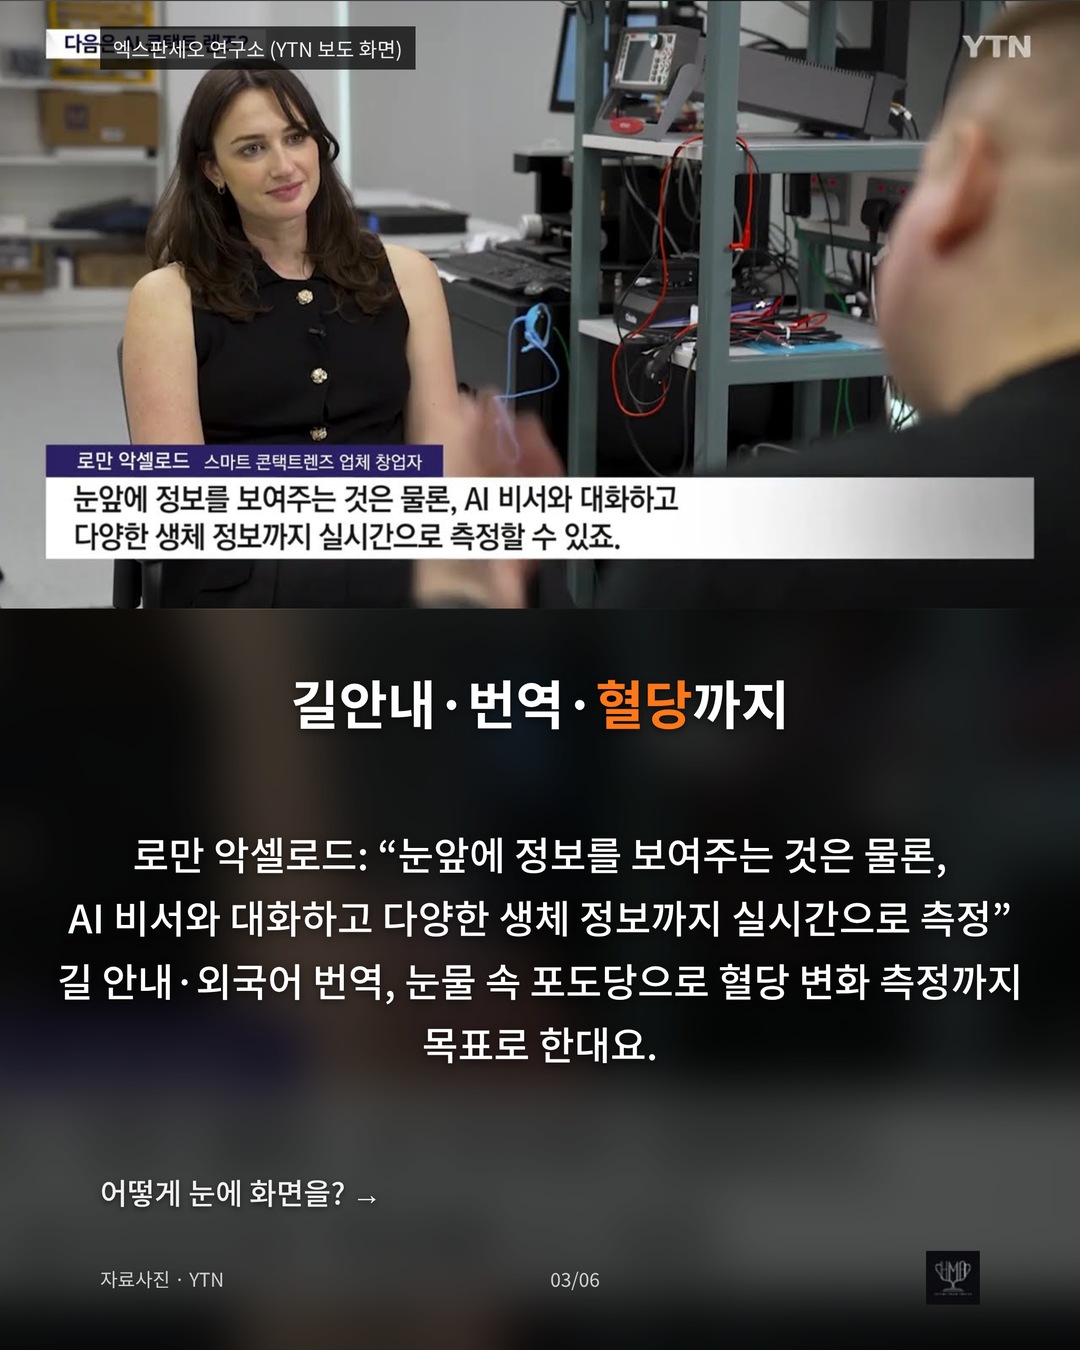 다음은 AI 콘택트 렌즈?
엑스판세오 연구소 (YTN 보도 화면)
YTN
로만 악셀로드 스마트 콘택트렌즈 업체 창업자
눈앞에 정보를 보여주는 것은 물론, AI 비서와 대화하고
다양한 생체 정보까지 실시간으로 측정할 수 있죠.
길안내·번역·혈당까지
로만 악셀로드: “눈앞에 정보를 보여주는 것은 물론,
AI 비서와 대화하고 다양한 생체 정보까지 실시간으로 측정”
길 안내·외국어 번역, 눈물 속 포도당으로 혈당 변화 측정까지
목표로 한대요.
어떻게 눈에 화면을? →
자료사진 · YTN
03/06